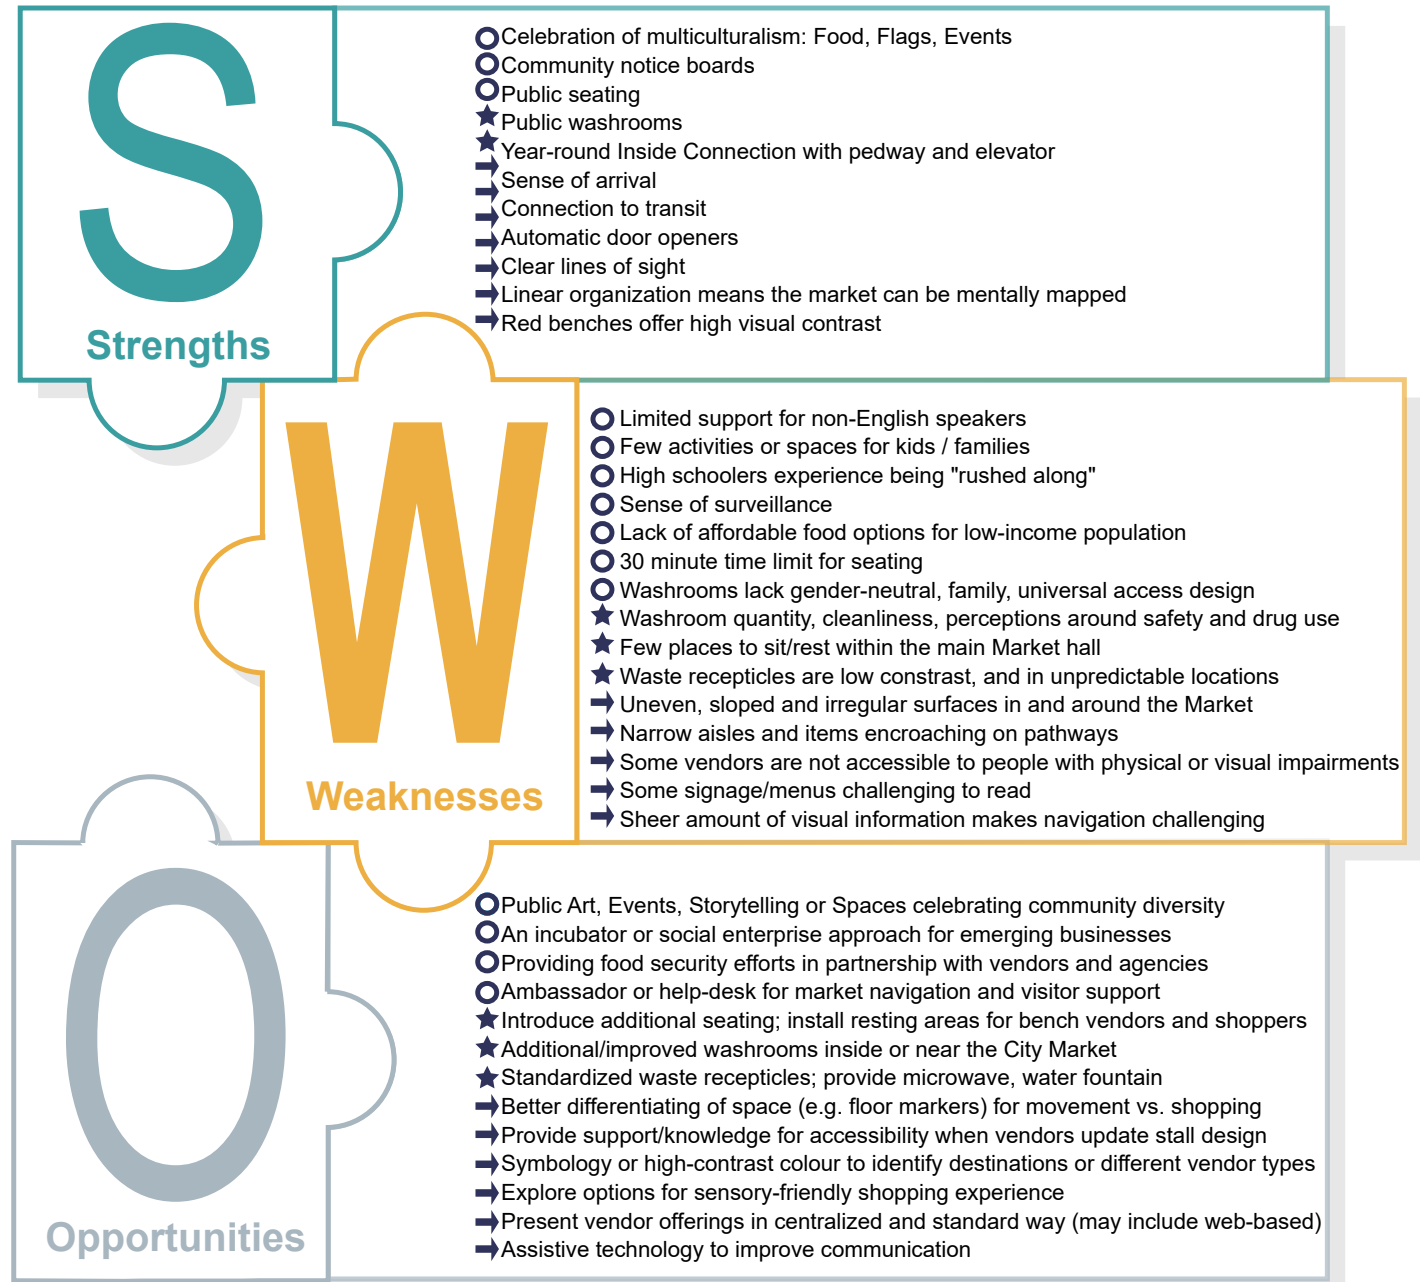 S
Strengths
Celebration of multiculturalism: Food, Flags, Events
Community notice boards
Public seating
Public washrooms
Year-round Inside Connection with pedway and elevator
Sense of arrival
Connection to transit
Automatic door openers
Clear lines of sight
Linear organization means the market can be mentally mapped
Red benches offer high visual contrast
W
Weaknesses
Limited support for non-English speakers
Few activities or spaces for kids / families
High schoolers experience being "rushed along"
Sense of surveillance
Lack of affordable food options for low-income population
30 minute time limit for seating
Washrooms lack gender-neutral, family, universal access design
Washroom quantity, cleanliness, perceptions around safety and drug use
Few places to sit/rest within the main Market hall
Waste recepticles are low constrast, and in unpredictable locations
Uneven, sloped and irregular surfaces in and around the Market
Narrow aisles and items encroaching on pathways
Some vendors are not accessible to people with physical or visual impairments
Some signage/menus challenging to read
Sheer amount of visual information makes navigation challenging
O
Opportunities
Public Art, Events, Storytelling or Spaces celebrating community diversity
An incubator or social enterprise approach for emerging businesses
Providing food security efforts in partnership with vendors and agencies
Ambassador or help-desk for market navigation and visitor support
Introduce additional seating; install resting areas for bench vendors and shoppers
Additional/improved washrooms inside or near the City Market
Standardized waste recepticles; provide microwave, water fountain
Better differentiating of space (e.g. floor markers) for movement vs. shopping
Provide support/knowledge for accessibility when vendors update stall design
Symbology or high-contrast colour to identify destinations or different vendor types
Explore options for sensory-friendly shopping experience
Present vendor offerings in centralized and standard way (may include web-based)
Assistive technology to improve communication